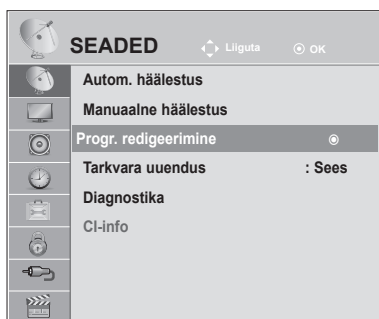 SEADED Liiguta OK
Autom. häälestus
Manuaalne häälestus
Progr. redigeerimine
Tarkvara uuendus : Sees
Diagnostika
CI-info